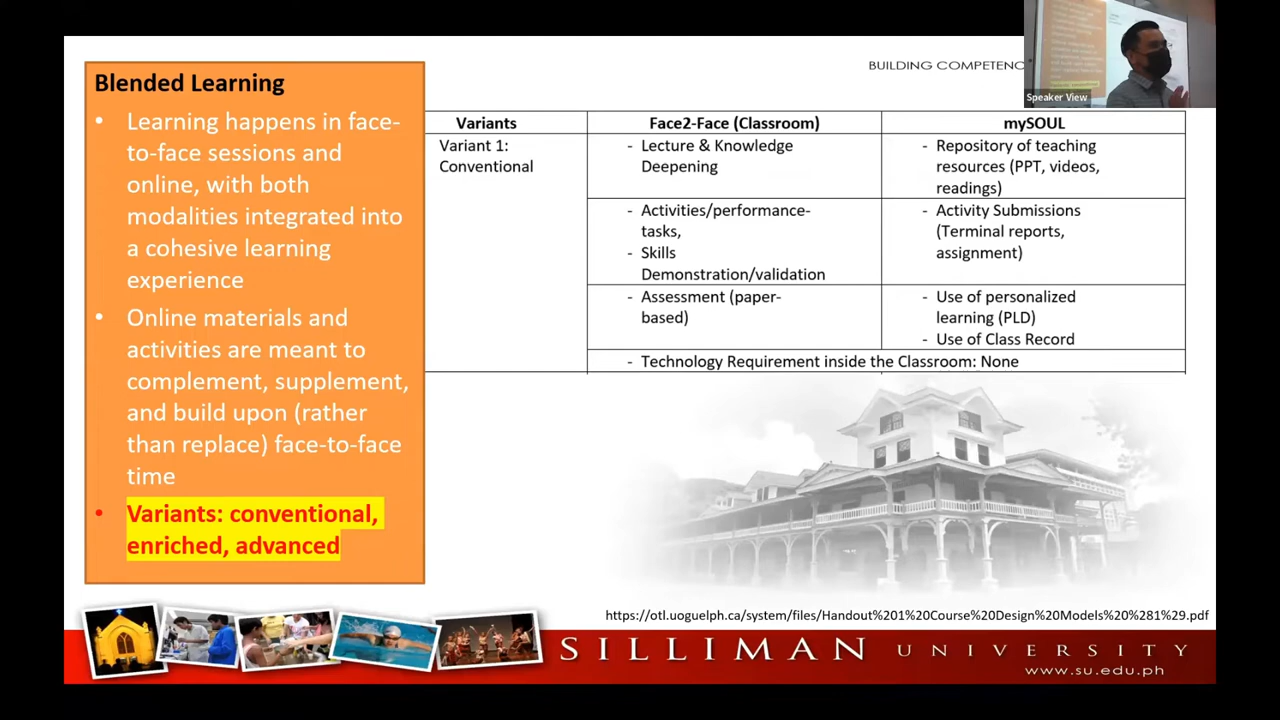 BUILDING COMPETENC
Speaker View
Blended Learning
• Learning happens in face-
to-face sessions and
online, with both
modalities integrated into
a cohesive learning
experience
• Online materials and
activities are meant to
complement, supplement,
and build upon (rather
than replace) face-to-face
time
• Variants: conventional,
enriched, advanced
Variants Face2-Face (Classroom) mySOUL
Variant 1:
Conventional
- Lecture & Knowledge
Deepening
- Repository of teaching
resources (PPT, videos,
readings)
- Activities/performance-
tasks,
- Skills
Demonstration/validation
- Activity Submissions
(Terminal reports,
assignment)
- Assessment (paper-
based)
- Use of personalized
learning (PLD)
- Use of Class Record
- Technology Requirement inside the Classroom: None
https://otl.uoguelph.ca/system/files/Handout%201%20Course%20Design%20Models%20%281%29.pdf
SILLIMAN UNIVERSITY
www.su.edu.ph